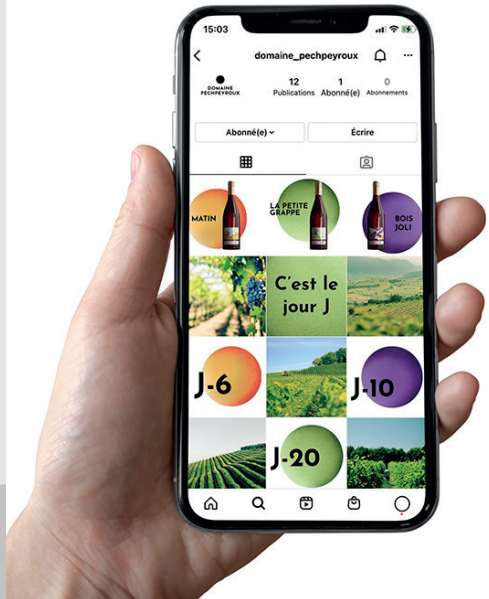 15:03
domaine_pechpeyroux
DOMAINE
PECHPEYROUX
12
Publications
1
Abonné(e)
0
Abonnements
Abonné(e)
Écrire
MATIN
LA PETITE
GRAPPE
BOIS
JOLI
C'est le
jour J
J-6
J-10
J-20